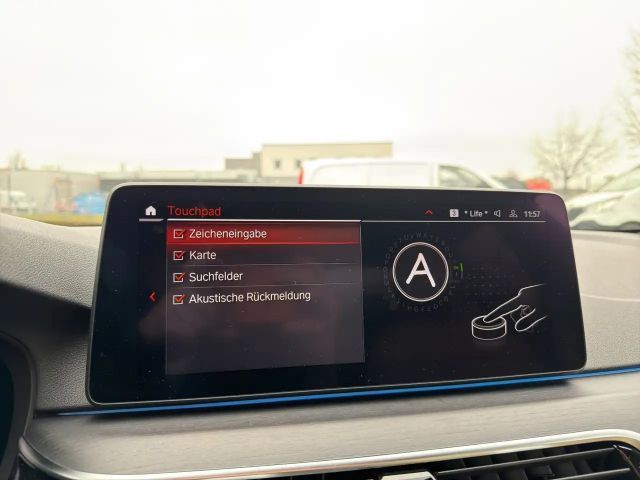 Touchpad
3 * Life * 11:57
Zeicheneingabe
Karte
Suchfelder
Akustische Rückmeldung
A